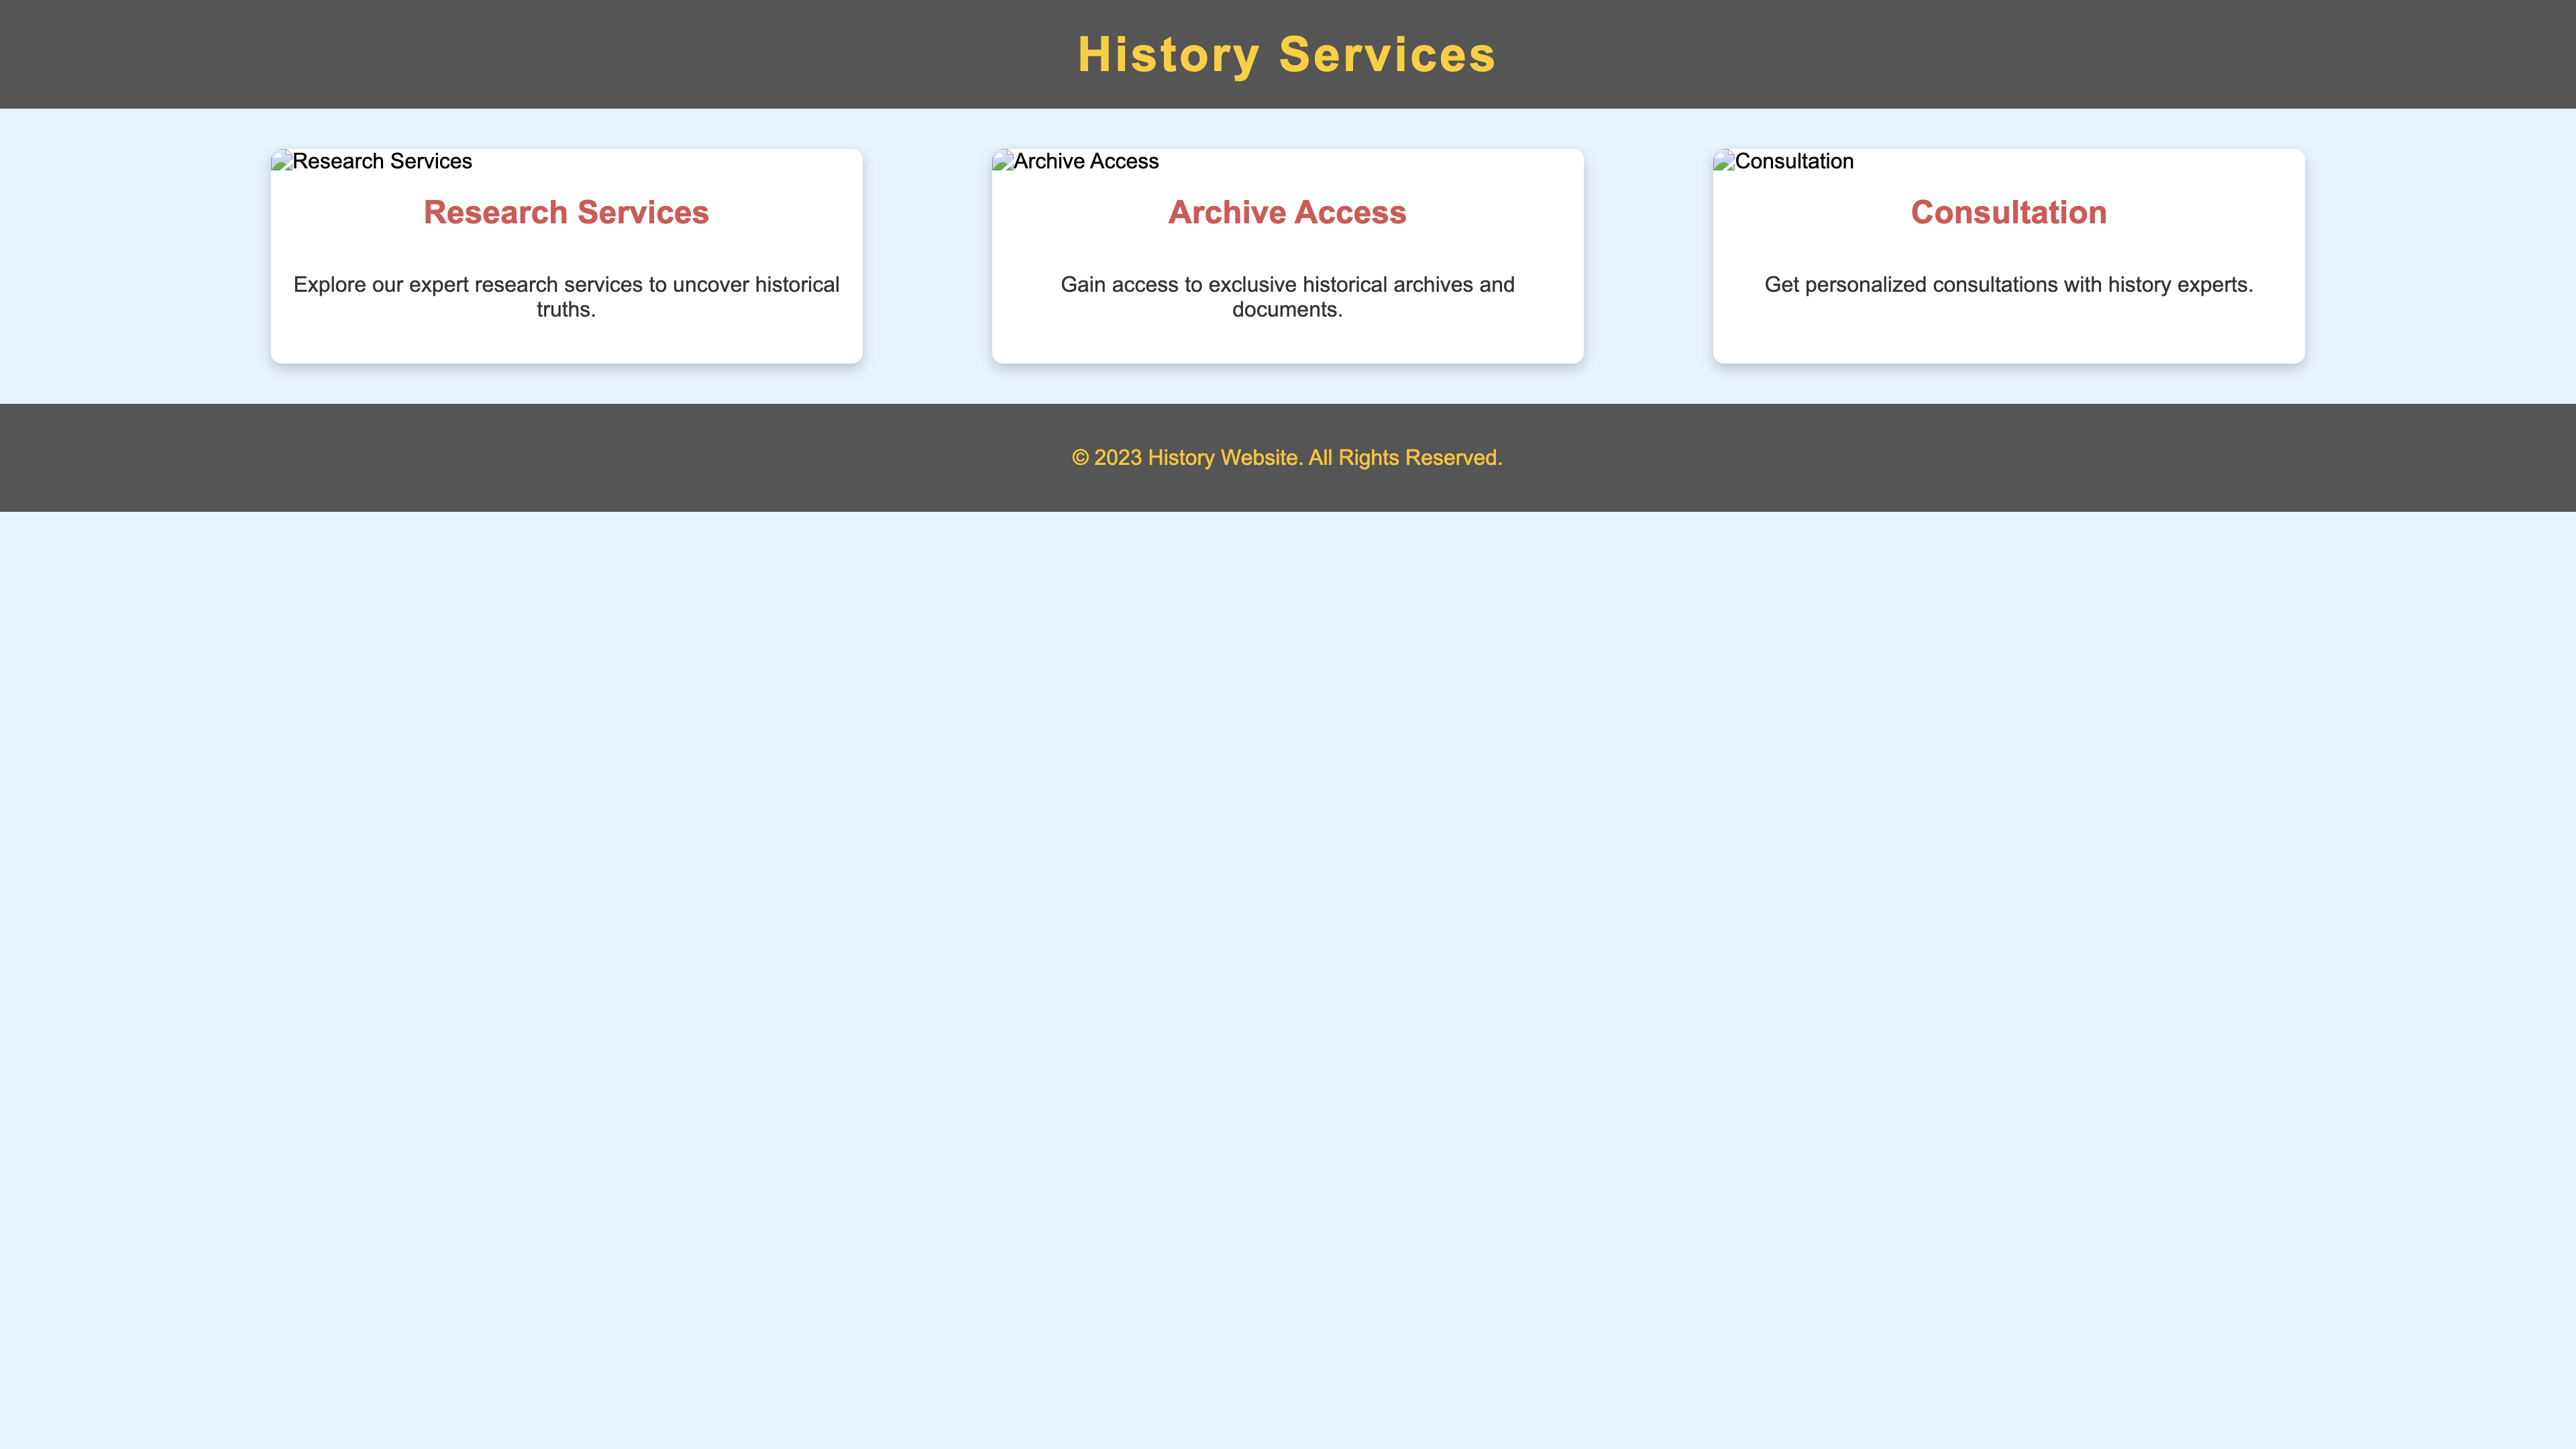 History Services
Research Services
Research Services
Explore our expert research services to uncover historical
truths.
Archive Access
Archive Access
Gain access to exclusive historical archives and
documents.
Consultation
Consultation
Get personalized consultations with history experts.
© 2023 History Website. All Rights Reserved.